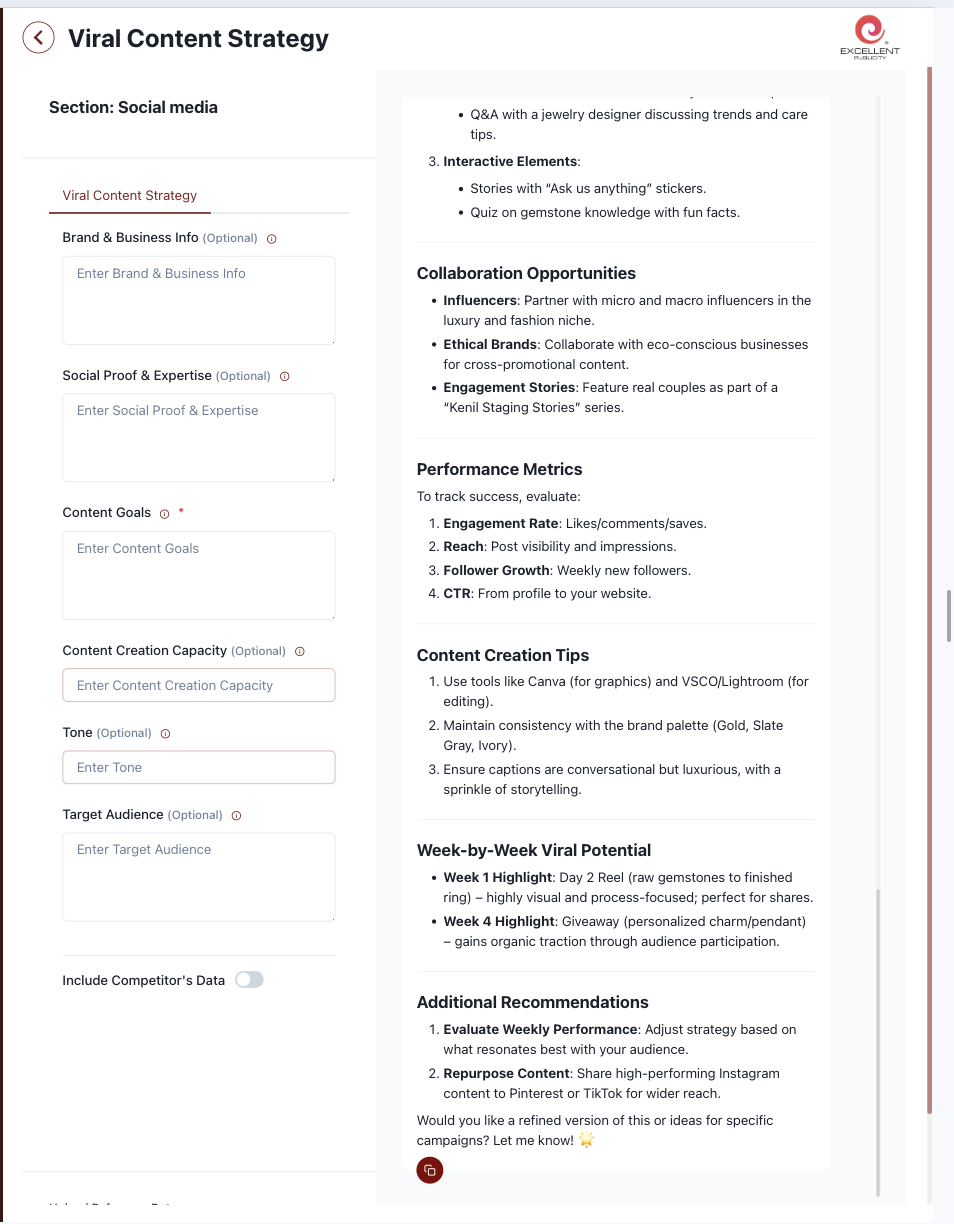 Viral Content Strategy
EXCELLENT
PUBLICITY
Section: Social media
Viral Content Strategy
Brand & Business Info (Optional)
Enter Brand & Business Info
Social Proof & Expertise (Optional)
Enter Social Proof & Expertise
Content Goals *
Enter Content Goals
Content Creation Capacity (Optional)
Enter Content Creation Capacity
Tone (Optional)
Enter Tone
Target Audience (Optional)
Enter Target Audience
Include Competitor's Data
• Q&A with a jewelry designer discussing trends and care
tips.
3. Interactive Elements:
• Stories with “Ask us anything” stickers.
• Quiz on gemstone knowledge with fun facts.
Collaboration Opportunities
• Influencers: Partner with micro and macro influencers in the
luxury and fashion niche.
• Ethical Brands: Collaborate with eco-conscious businesses
for cross-promotional content.
• Engagement Stories: Feature real couples as part of a
“Kenil Staging Stories” series.
Performance Metrics
To track success, evaluate:
1. Engagement Rate: Likes/comments/saves.
2. Reach: Post visibility and impressions.
3. Follower Growth: Weekly new followers.
4. CTR: From profile to your website.
Content Creation Tips
1. Use tools like Canva (for graphics) and VSCO/Lightroom (for
editing).
2. Maintain consistency with the brand palette (Gold, Slate
Gray, Ivory).
3. Ensure captions are conversational but luxurious, with a
sprinkle of storytelling.
Week-by-Week Viral Potential
• Week 1 Highlight: Day 2 Reel (raw gemstones to finished
ring) – highly visual and process-focused; perfect for shares.
• Week 4 Highlight: Giveaway (personalized charm/pendant)
– gains organic traction through audience participation.
Additional Recommendations
1. Evaluate Weekly Performance: Adjust strategy based on
what resonates best with your audience.
2. Repurpose Content: Share high-performing Instagram
content to Pinterest or TikTok for wider reach.
Would you like a refined version of this or ideas for specific
campaigns? Let me know! 🌟